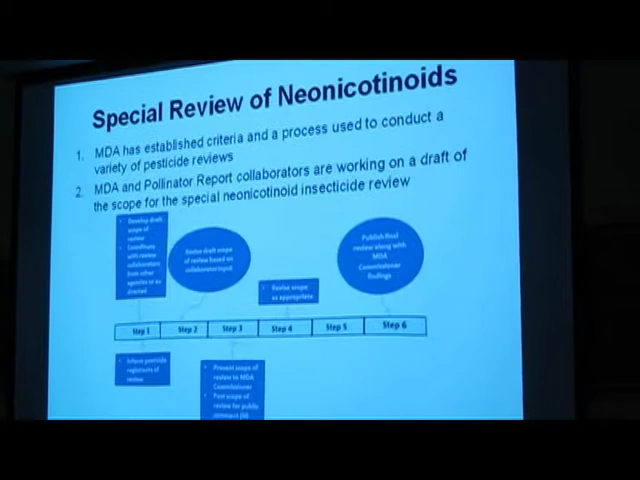 Special Review of Neonicotinoids
1. MDA has established criteria and a process used to conduct a
variety of pesticide reviews
2. MDA and Pollinator Report collaborators are working on a draft of
the scope for the special neonicotinoid insecticide review
• Develop draft
scope of
review
• Coordinate
with review
collaborators
from other
agencies or as
directed
Revise draft scope
of review based on
collaborator input
• Revise scope
as appropriate
Publish final
review along with
MDA
Commissioner
findings
Step 1
Step 2
Step 3
Step 4
Step 5
Step 6
• Inform pesticide
registrants of
review
• Present scope of
review to MDA
Commissioner
• Post scope of
review for public
comment (30